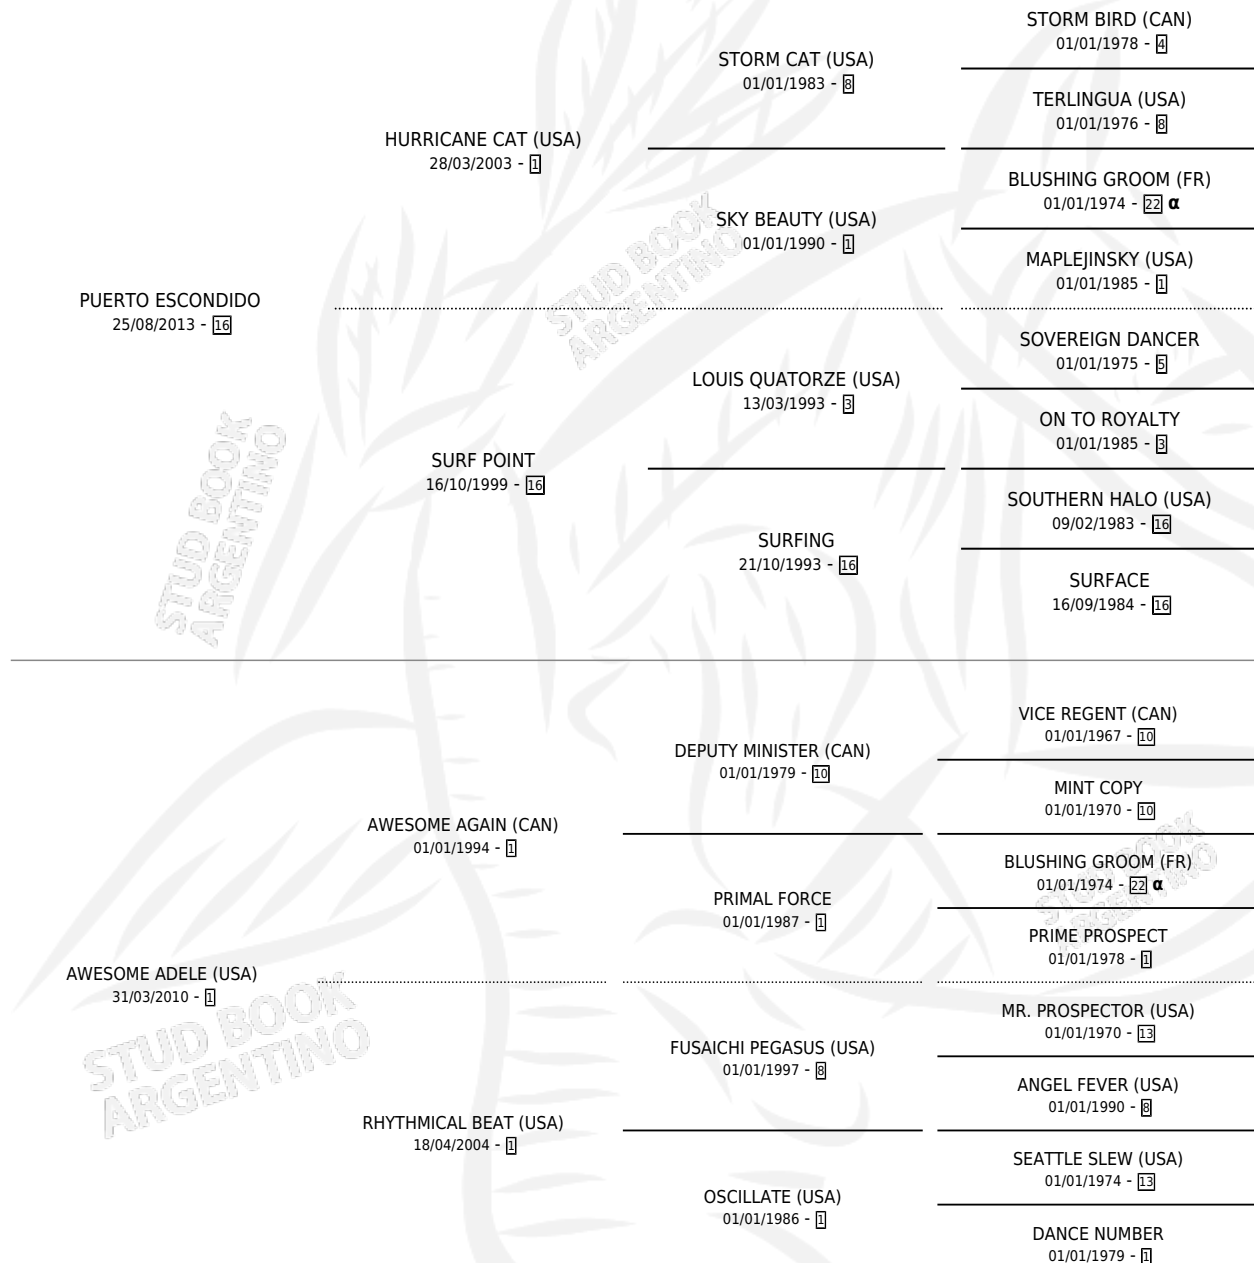 STORM BIRD (CAN)
01/01/1978 - 4
STORM CAT (USA)
01/01/1983 - 8
TERLINGUA (USA)
01/01/1976 - 8
HURRICANE CAT (USA)
28/03/2003 - 1
BLUSHING GROOM (FR)
01/01/1974 - 22 α
SKY BEAUTY (USA)
01/01/1990 - 1
MAPLEJINSKY (USA)
01/01/1985 - 1
PUERTO ESCONDIDO
25/08/2013 - 16
SOVEREIGN DANCER
01/01/1975 - 5
LOUIS QUATORZE (USA)
13/03/1993 - 3
ON TO ROYALTY
01/01/1985 - 3
SURF POINT
16/10/1999 - 16
SOUTHERN HALO (USA)
09/02/1983 - 16
SURFING
21/10/1993 - 16
SURFACE
16/09/1984 - 16
VICE REGENT (CAN)
01/01/1967 - 10
DEPUTY MINISTER (CAN)
01/01/1979 - 10
MINT COPY
01/01/1970 - 10
AWESOME AGAIN (CAN)
01/01/1994 - 1
BLUSHING GROOM (FR)
01/01/1974 - 22 α
PRIMAL FORCE
01/01/1987 - 1
PRIME PROSPECT
01/01/1978 - 1
AWESOME ADELE (USA)
31/03/2010 - 1
MR. PROSPECTOR (USA)
01/01/1970 - 13
FUSAICHI PEGASUS (USA)
01/01/1997 - 8
ANGEL FEVER (USA)
01/01/1990 - 8
RHYTHMICAL BEAT (USA)
18/04/2004 - 1
SEATTLE SLEW (USA)
01/01/1974 - 13
OSCILLATE (USA)
01/01/1986 - 1
DANCE NUMBER
01/01/1979 - 1
STUD BOOK
ARGENTINO
STUD BOOK
ARGENTINO
STUD BOOK
ARGENTINO
STUD BOOK
ARGENTINO